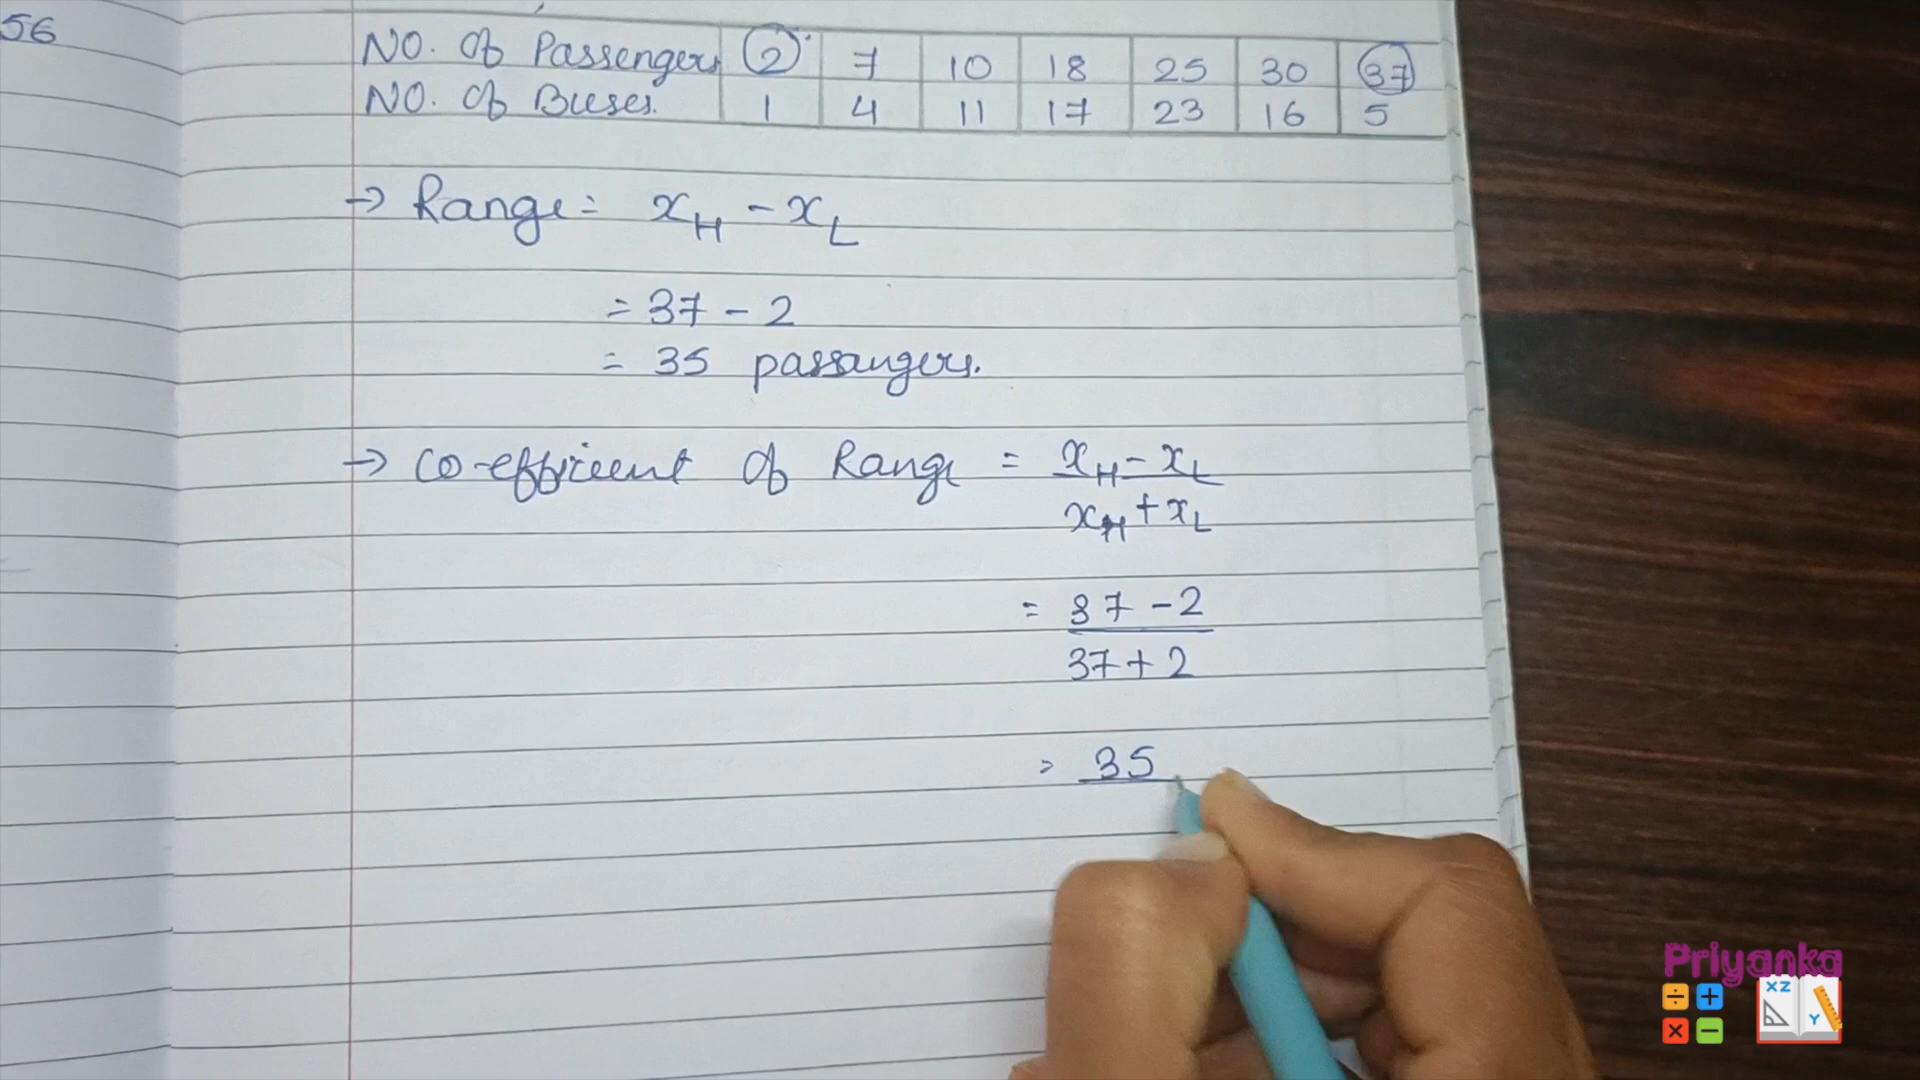 56
No. Of Passengers 2 7 10 18 25 30 37
No. Of Buses. 1 4 11 17 23 16 5
→ Range = xH - xL
= 37 - 2
= 35 passangers.
→ Co-efficient Of Range = xH - xL
xH + xL
= 37 - 2
37 + 2
= 35
Priyanka
÷ +
× −
XZ
Y